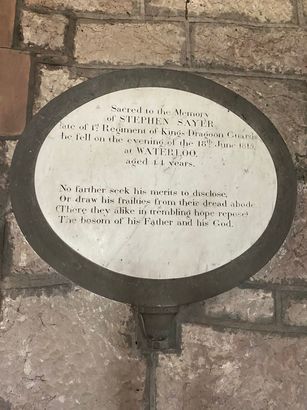 Sacred to the Memory
of STEPHEN SAYER,
late of 1st Regiment of Kings Dragoon Guards
he fell on the evening of the 18th June 1815,
at WATERLOO,
aged 44 years.
No farther seek his merits to disclose,
Or draw his frailties from their dread abode
(There they alike in trembling hope repose)
The bosom of his Father and his God.